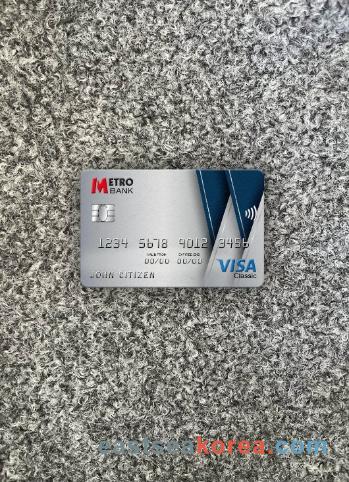 METRO
BANK
1234 5678 9012 3456
00/00 00/00
JOHN CITIZEN
VISA
Classic
eastseakorea.com